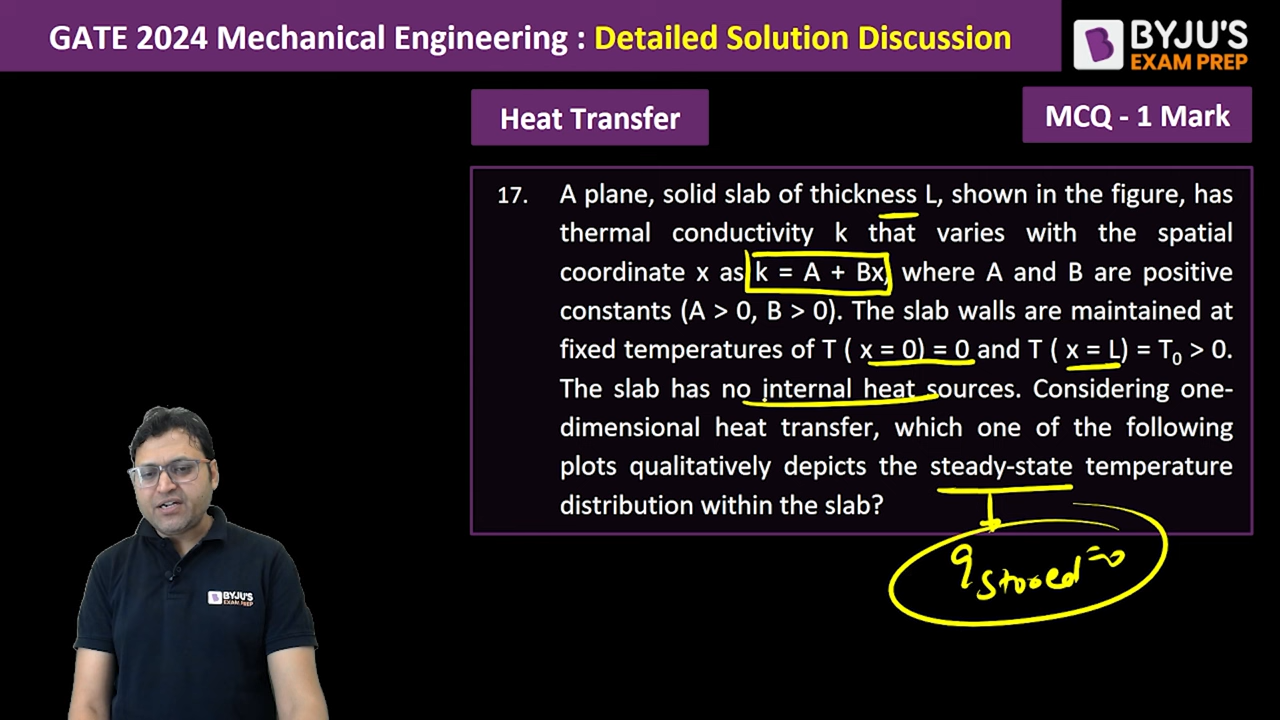 GATE 2024 Mechanical Engineering : Detailed Solution Discussion
BYJU'S
EXAM PREP
Heat Transfer
MCQ - 1 Mark
17. A plane, solid slab of thickness L, shown in the figure, has
thermal conductivity k that varies with the spatial
coordinate x as k = A + Bx, where A and B are positive
constants (A > 0, B > 0). The slab walls are maintained at
fixed temperatures of T ( x = 0) = 0 and T ( x = L) = T₀ > 0.
The slab has no internal heat sources. Considering one-
dimensional heat transfer, which one of the following
plots qualitatively depicts the steady-state temperature
distribution within the slab?
q stored = 0
BYJU'S
EXAM PREP